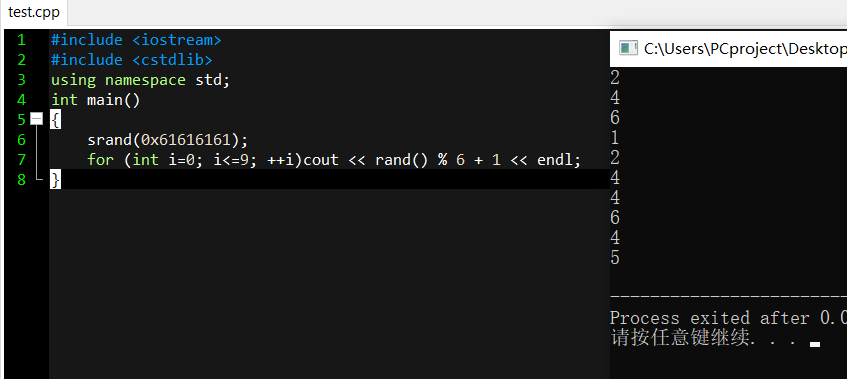 test.cpp
1 #include <iostream>
2 #include <cstdlib>
3 using namespace std;
4 int main()
5 {
6 srand(0x61616161);
7 for (int i=0; i<=9; ++i)cout << rand() % 6 + 1 << endl;
8 }
C:\Users\PCproject\Desktop
2
4
6
1
2
4
4
6
4
5
--------------------------
Process exited after 0.0
请按任意键继续. . .